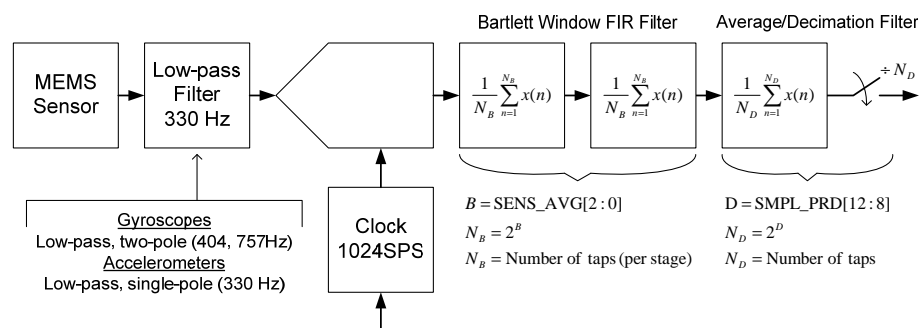 Bartlett Window FIR Filter
Average/Decimation Filter
MEMS
Sensor
Low-pass
Filter
330 Hz
1/N_B \sum_{n=1}^{N_B} x(n)
1/N_B \sum_{n=1}^{N_B} x(n)
1/N_D \sum_{n=1}^{N_D} x(n)
÷ N_D
Gyroscopes
Low-pass, two-pole (404, 757Hz)
Accelerometers
Low-pass, single-pole (330 Hz)
Clock
1024SPS
B = SENS_AVG[2 : 0]
N_B = 2^B
N_B = Number of taps (per stage)
D = SMPL_PRD[12 : 8]
N_D = 2^D
N_D = Number of taps